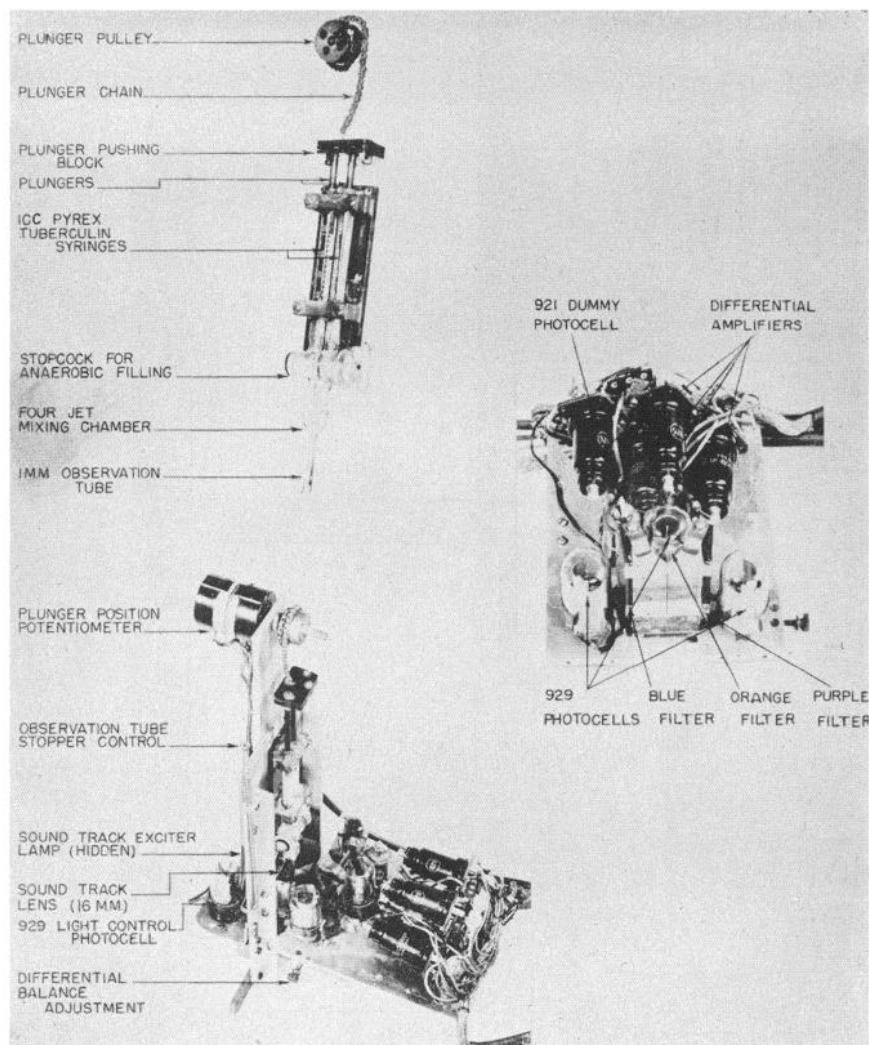 PLUNGER PULLEY
PLUNGER CHAIN
PLUNGER PUSHING
BLOCK
PLUNGERS
1CC PYREX
TUBERCULIN
SYRINGES
STOPCOCK FOR
ANAEROBIC FILLING
FOUR JET
MIXING CHAMBER
1MM OBSERVATION
TUBE
921 DUMMY
PHOTOCELL
DIFFERENTIAL
AMPLIFIERS
929
PHOTOCELLS
BLUE
FILTER
ORANGE
FILTER
PURPLE
FILTER
PLUNGER POSITION
POTENTIOMETER
OBSERVATION TUBE
STOPPER CONTROL
SOUND TRACK EXCITER
LAMP (HIDDEN)
SOUND TRACK
LENS (16 M.M.)
929 LIGHT CONTROL
PHOTOCELL
DIFFERENTIAL
BALANCE
ADJUSTMENT